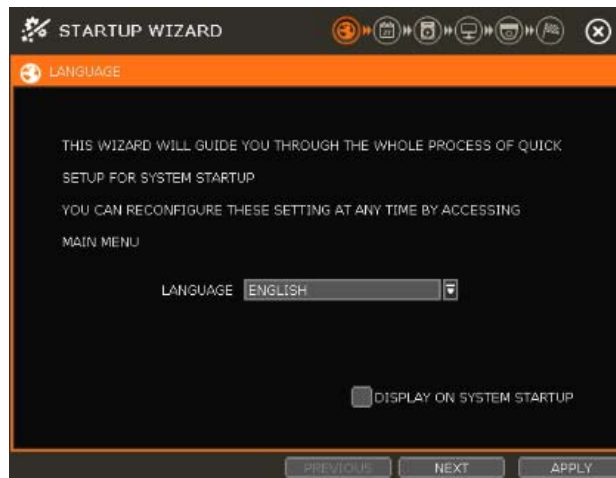 STARTUP WIZARD
LANGUAGE
THIS WIZARD WILL GUIDE YOU THROUGH THE WHOLE PROCESS OF QUICK
SETUP FOR SYSTEM STARTUP
YOU CAN RECONFIGURE THESE SETTING AT ANY TIME BY ACCESSING
MAIN MENU
LANGUAGE ENGLISH
DISPLAY ON SYSTEM STARTUP
PREVIOUS NEXT APPLY